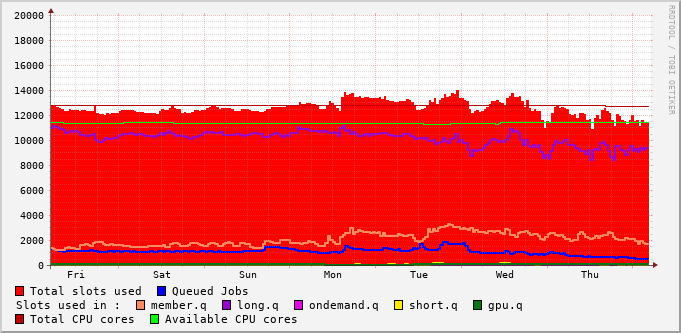 20000
18000
16000
14000
12000
10000
8000
6000
4000
2000
0
Fri Sat Sun Mon Tue Wed Thu
RRDTOOL / TOBI OETIKER
Total slots used Queued Jobs
Slots used in : member.q long.q ondemand.q short.q gpu.q
Total CPU cores Available CPU cores